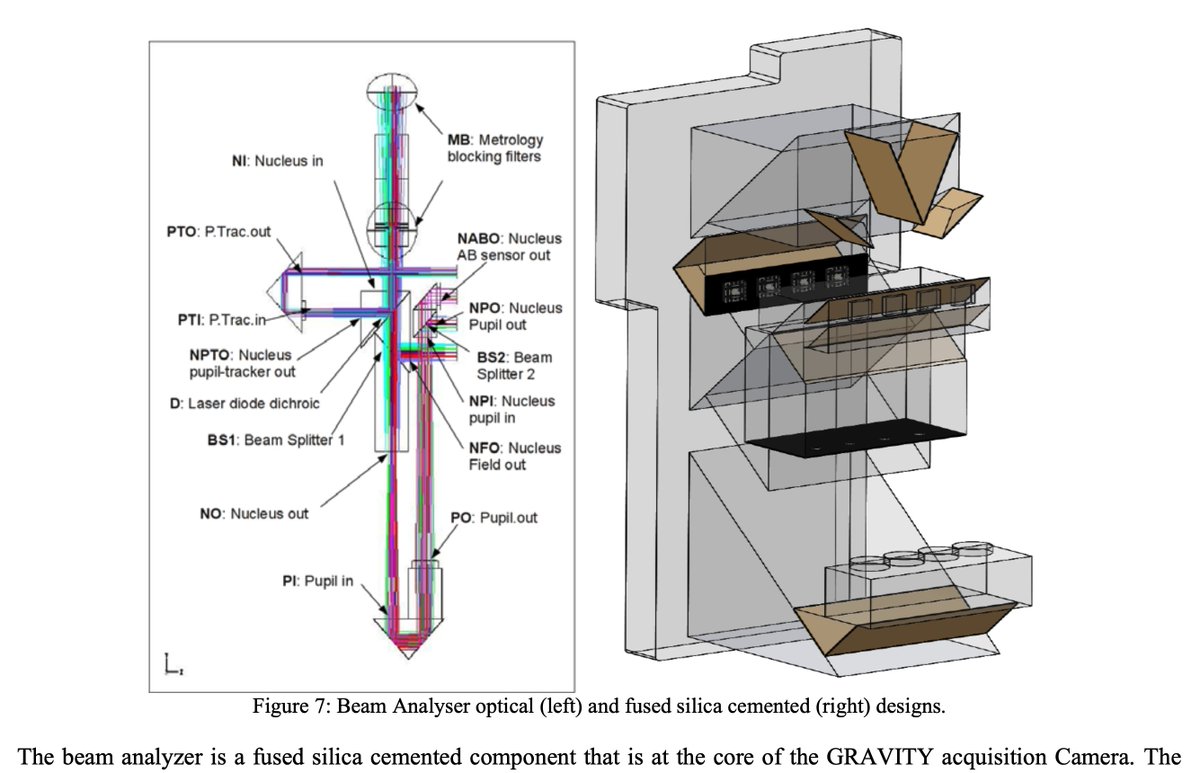 MB: Metrology
blocking filters
NI: Nucleus in
PTO: P.Trac.out
NABO: Nucleus
AB sensor out
PTI: P.Trac.in
NPO: Nucleus
Pupil out
NPTO: Nucleus
pupil-tracker out
BS2: Beam
Splitter 2
D: Laser diode dichroic
NPI: Nucleus
pupil in
BS1: Beam Splitter 1
NFO: Nucleus
Field out
NO: Nucleus out
PO: Pupil.out
PI: Pupil in
Figure 7: Beam Analyser optical (left) and fused silica cemented (right) designs.
The beam analyzer is a fused silica cemented component that is at the core of the GRAVITY acquisition Camera. The